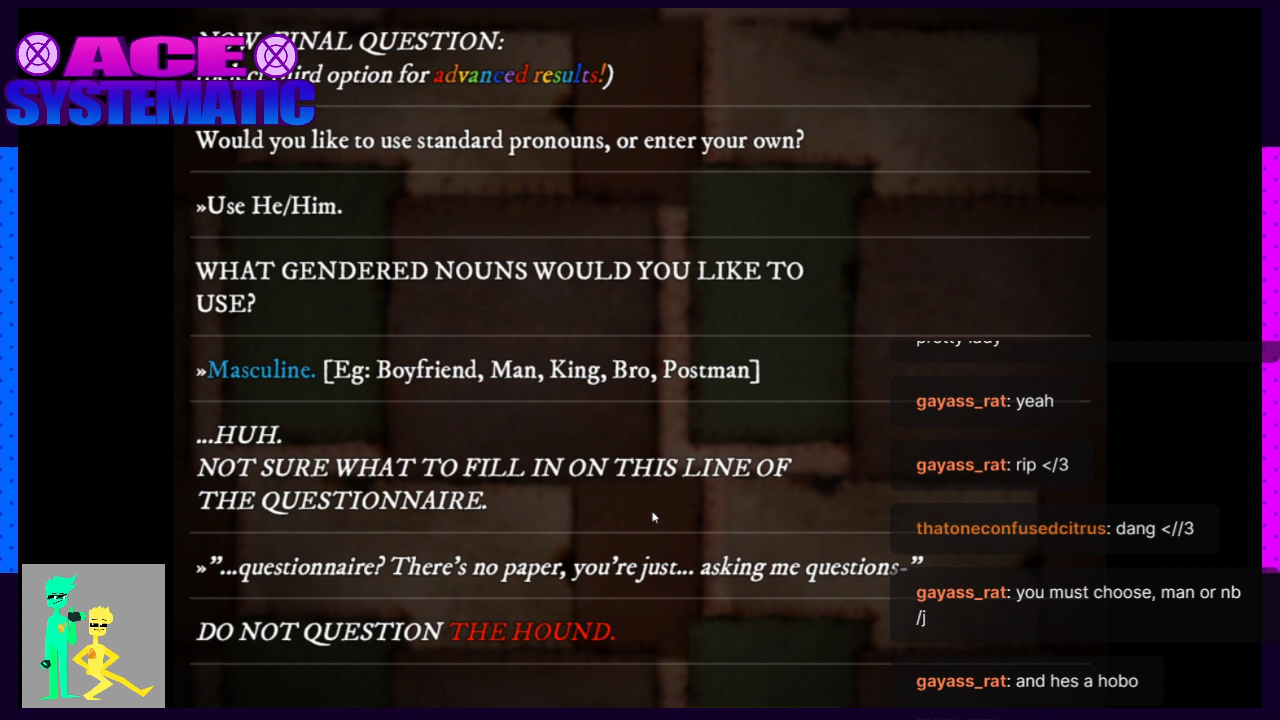 ACE
SYSTEMATIC
NOW, FINAL QUESTION:
third option for advanced results!)
Would you like to use standard pronouns, or enter your own?
»Use He/Him.
WHAT GENDERED NOUNS WOULD YOU LIKE TO
USE?
»Masculine. [Eg: Boyfriend, Man, King, Bro, Postman]
...HUH.
NOT SURE WHAT TO FILL IN ON THIS LINE OF
THE QUESTIONNAIRE.
»"...questionnaire? There's no paper, you're just... asking me questions-"
DO NOT QUESTION THE HOUND.
pretty lady
gayass_rat: yeah
gayass_rat: rip </3
thatoneconfusedcitrus: dang <//3
gayass_rat: you must choose, man or nb
/j
gayass_rat: and hes a hobo